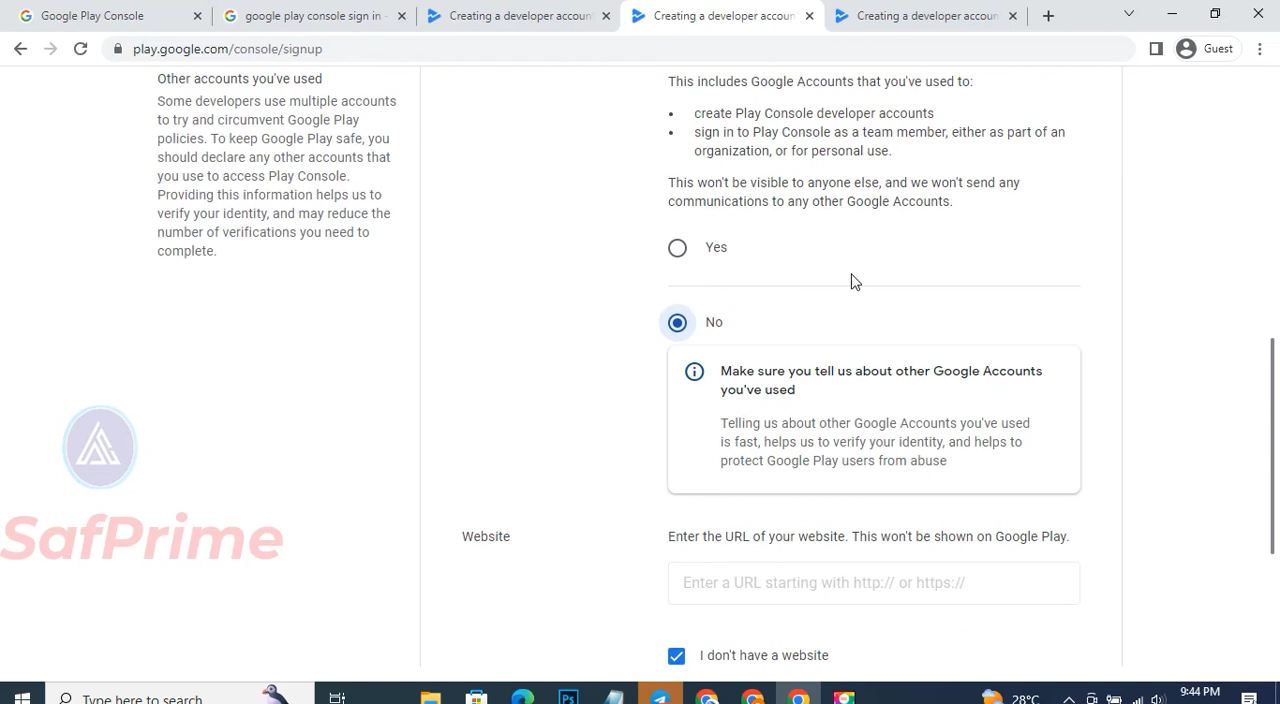 Google Play Console
google play console sign in -
Creating a developer accoun
Creating a developer accoun
Creating a developer accoun
play.google.com/console/signup
Guest
Other accounts you've used
Some developers use multiple accounts
to try and circumvent Google Play
policies. To keep Google Play safe, you
should declare any other accounts that
you use to access Play Console.
Providing this information helps us to
verify your identity, and may reduce the
number of verifications you need to
complete.
This includes Google Accounts that you've used to:
• create Play Console developer accounts
• sign in to Play Console as a team member, either as part of an
organization, or for personal use.
This won't be visible to anyone else, and we won't send any
communications to any other Google Accounts.
Yes
No
Make sure you tell us about other Google Accounts
you've used
Telling us about other Google Accounts you've used
is fast, helps us to verify your identity, and helps to
protect Google Play users from abuse
SafPrime
Website
Enter the URL of your website. This won't be shown on Google Play.
Enter a URL starting with http:// or https://
I don't have a website
Type here to search
Ps
28°C
9:44 PM